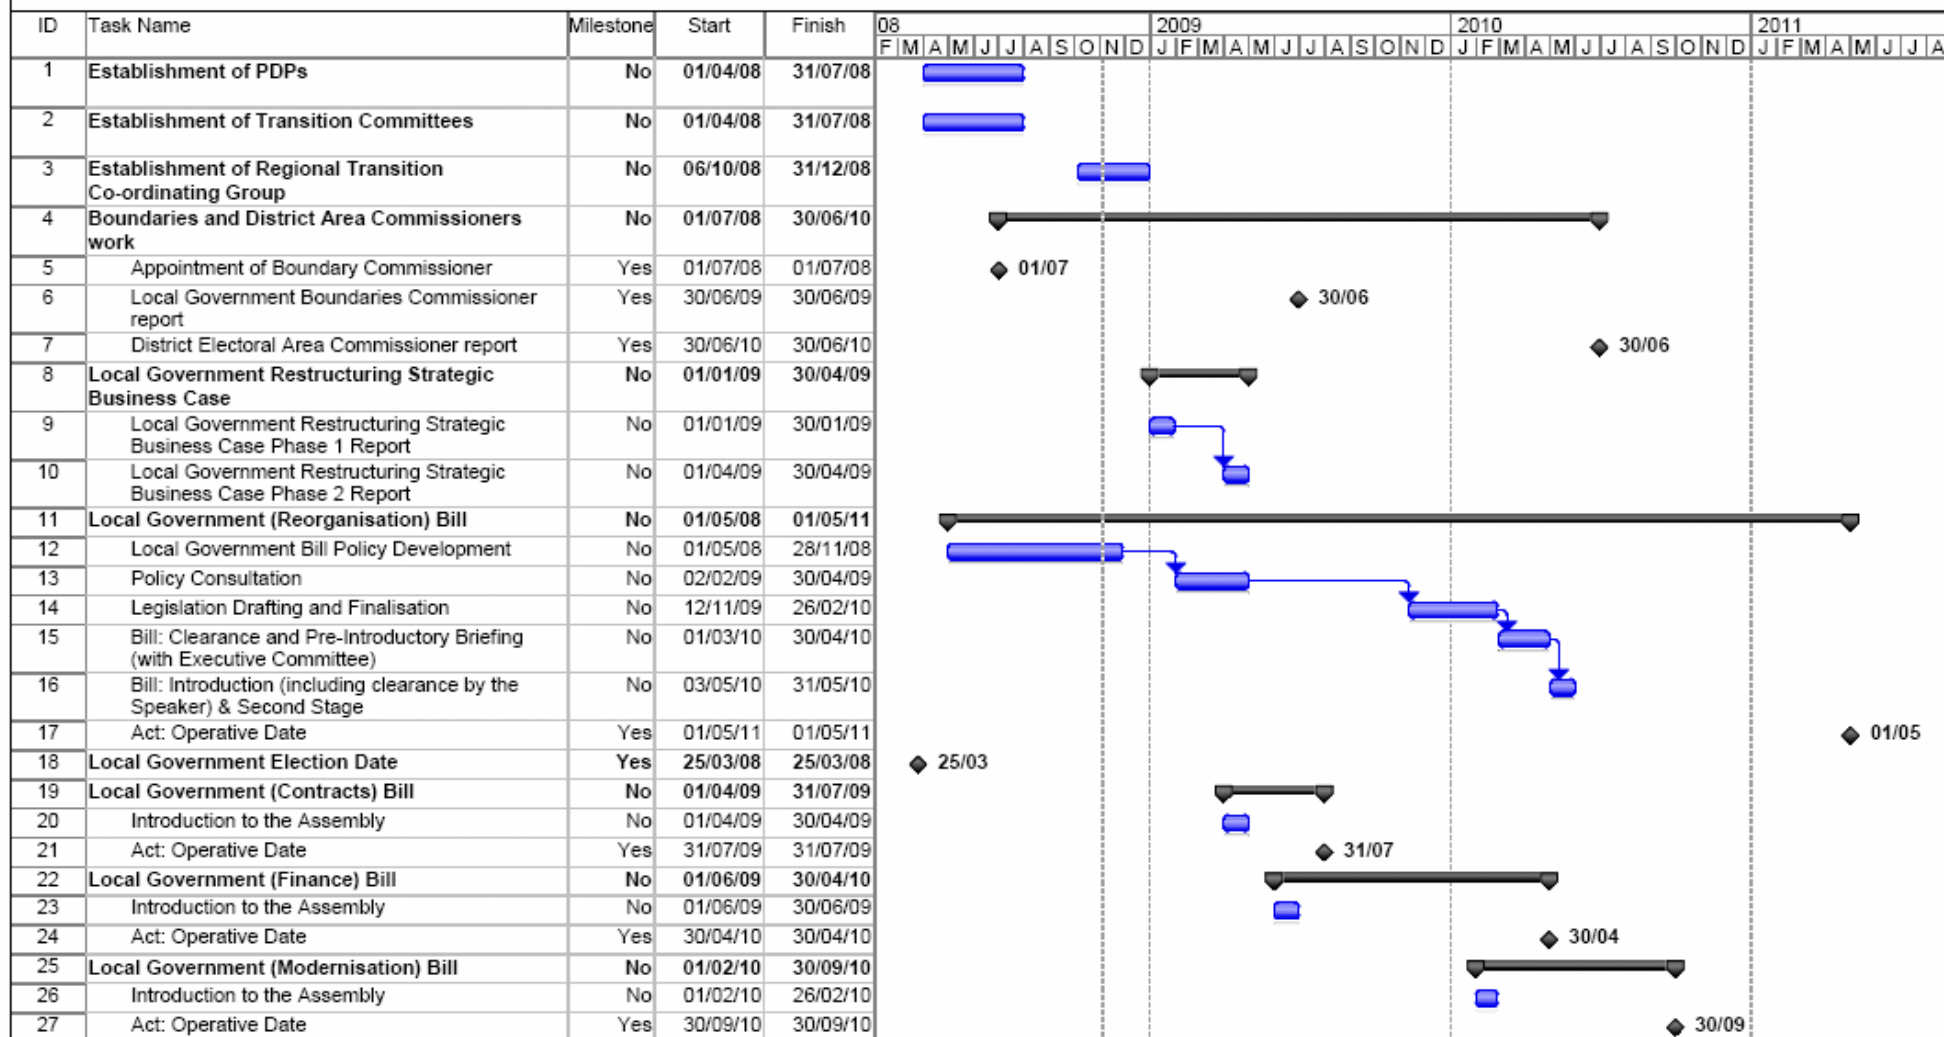 ID Task Name Milestone Start Finish 08 2009 2010 2011
F M A M J J A S O N D J F M A M J J A S O N D J F M A M J J A S O N D J F M A M J J A
1 Establishment of PDPs No 01/04/08 31/07/08
2 Establishment of Transition Committees No 01/04/08 31/07/08
3 Establishment of Regional Transition No 06/10/08 31/12/08
Co-ordinating Group
4 Boundaries and District Area Commissioners No 01/07/08 30/06/10
work
5 Appointment of Boundary Commissioner Yes 01/07/08 01/07/08 01/07
6 Local Government Boundaries Commissioner Yes 30/06/09 30/06/09 30/06
report
7 District Electoral Area Commissioner report Yes 30/06/10 30/06/10 30/06
8 Local Government Restructuring Strategic No 01/01/09 30/04/09
Business Case
9 Local Government Restructuring Strategic No 01/01/09 30/01/09
Business Case Phase 1 Report
10 Local Government Restructuring Strategic No 01/04/09 30/04/09
Business Case Phase 2 Report
11 Local Government (Reorganisation) Bill No 01/05/08 01/05/11
12 Local Government Bill Policy Development No 01/05/08 28/11/08
13 Policy Consultation No 02/02/09 30/04/09
14 Legislation Drafting and Finalisation No 12/11/09 26/02/10
15 Bill: Clearance and Pre-Introductory Briefing No 01/03/10 30/04/10
(with Executive Committee)
16 Bill: Introduction (including clearance by the No 03/05/10 31/05/10
Speaker) & Second Stage
17 Act: Operative Date Yes 01/05/11 01/05/11 01/05
18 Local Government Election Date Yes 25/03/08 25/03/08 25/03
19 Local Government (Contracts) Bill No 01/04/09 31/07/09
20 Introduction to the Assembly No 01/04/09 30/04/09
21 Act: Operative Date Yes 31/07/09 31/07/09 31/07
22 Local Government (Finance) Bill No 01/06/09 30/04/10
23 Introduction to the Assembly No 01/06/09 30/06/09
24 Act: Operative Date Yes 30/04/10 30/04/10 30/04
25 Local Government (Modernisation) Bill No 01/02/10 30/09/10
26 Introduction to the Assembly No 01/02/10 26/02/10
27 Act: Operative Date Yes 30/09/10 30/09/10 30/09